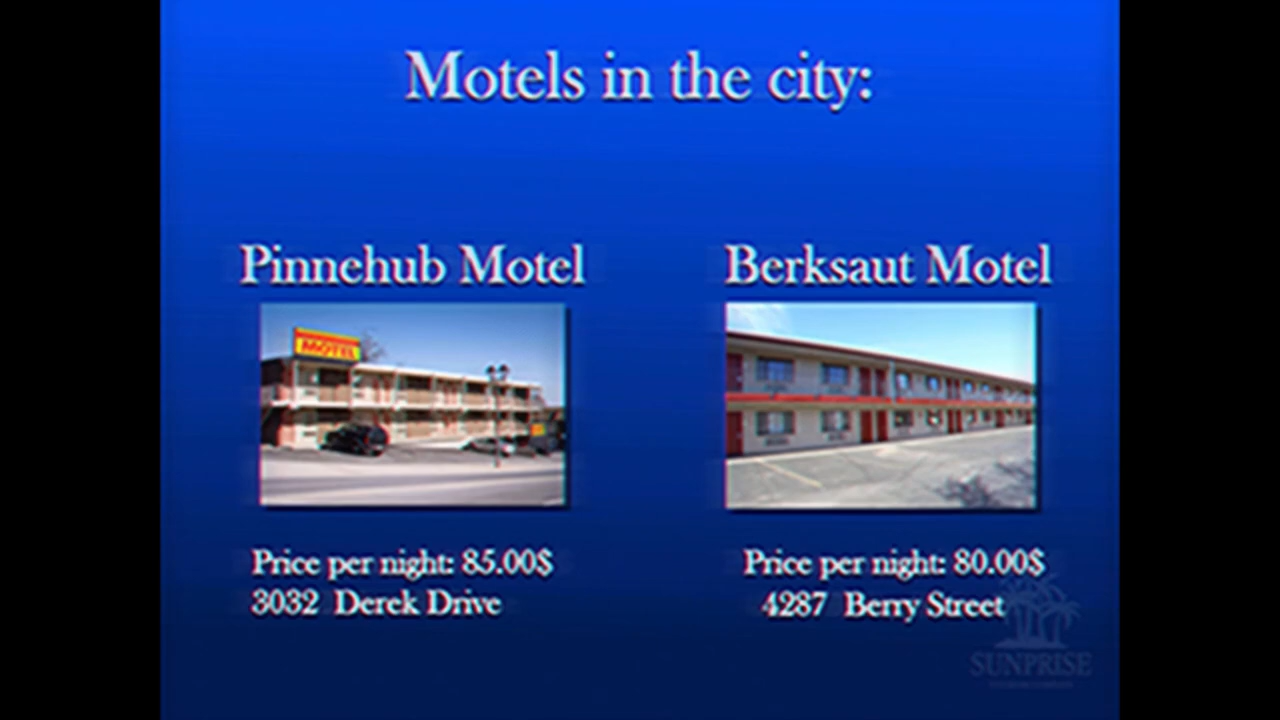 Motels in the city:
Pinnehub Motel
MOTEL
Price per night: 85.00$
3032 Derek Drive
Berksaut Motel
Price per night: 80.00$
4287 Berry Street
SUNPRISE